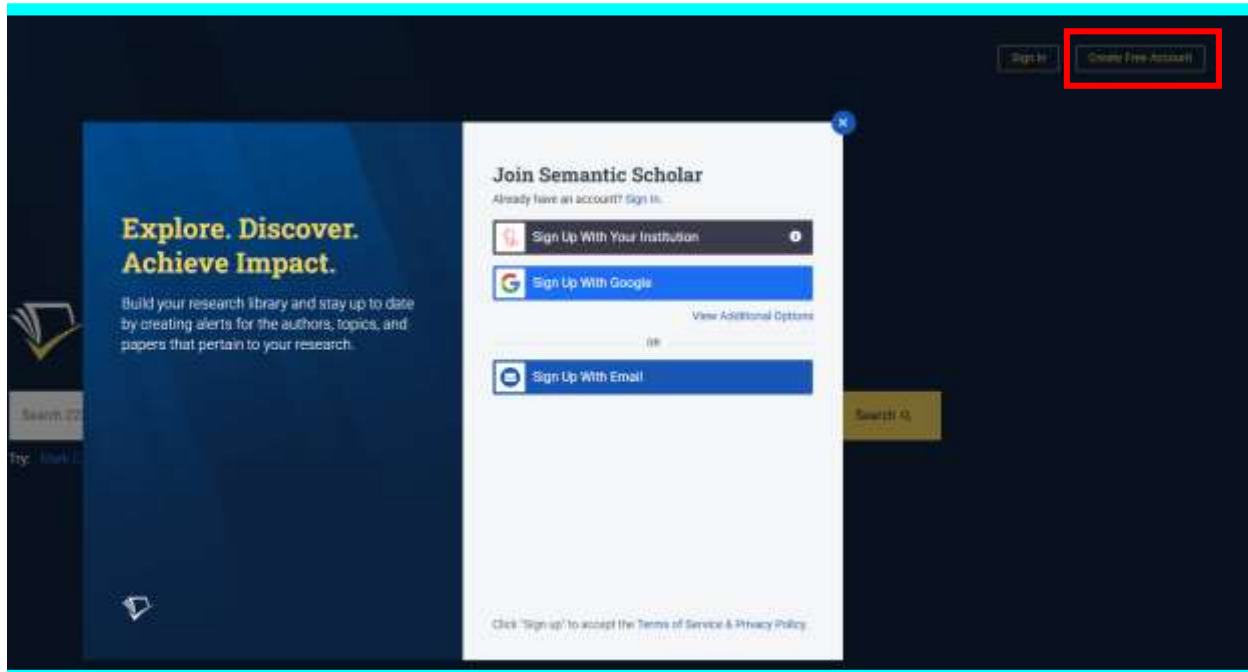 Sign In
Create Free Account
Explore. Discover.
Achieve Impact.
Build your research library and stay up to date
by creating alerts for the authors, topics, and
papers that pertain to your research.
Join Semantic Scholar
Already have an account? Sign In.
Sign Up With Your Institution
Sign Up With Google
View Additional Options
OR
Sign Up With Email
Search
Search Q
Try:
Click "Sign up" to accept the Terms of Service & Privacy Policy.